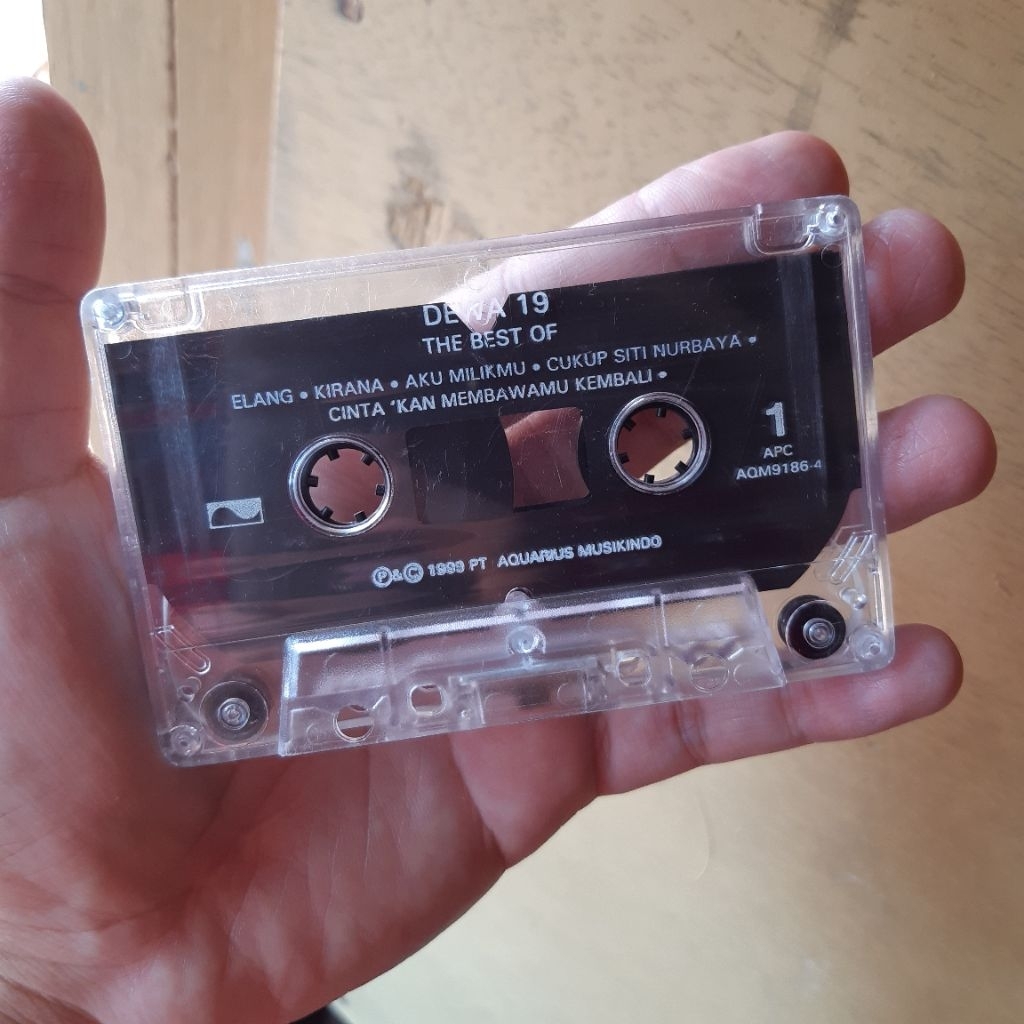 DEWA 19
THE BEST OF
ELANG • KIRANA • AKU MILIKMU • CUKUP SITI NURBAYA •
CINTA 'KAN MEMBAWAMU KEMBALI •
1
APC
AQM9186-4
Ⓟ&© 1999 PT AQUARIUS MUSIKINDO